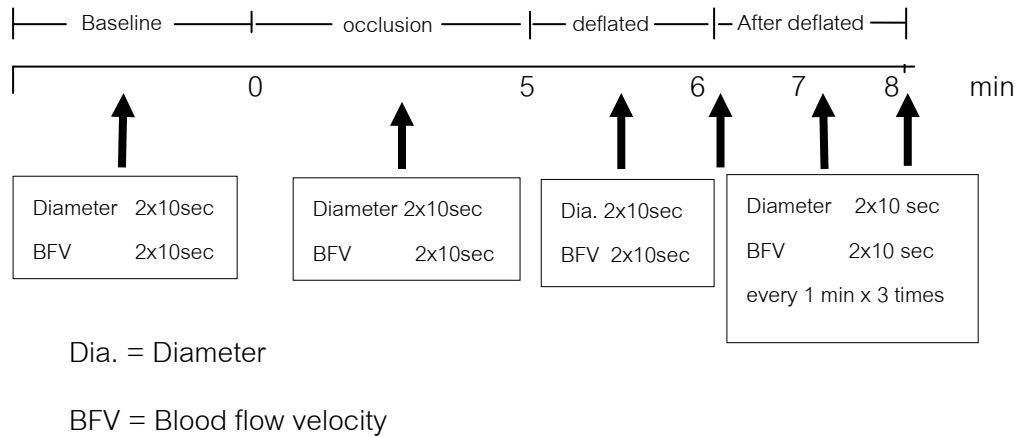 Baseline occlusion deflated After deflated
0 5 6 7 8 min
Diameter 2x10sec
BFV 2x10sec
Diameter 2x10sec
BFV 2x10sec
Dia. 2x10sec
BFV 2x10sec
Diameter 2x10 sec
BFV 2x10 sec
every 1 min x 3 times
Dia. = Diameter
BFV = Blood flow velocity